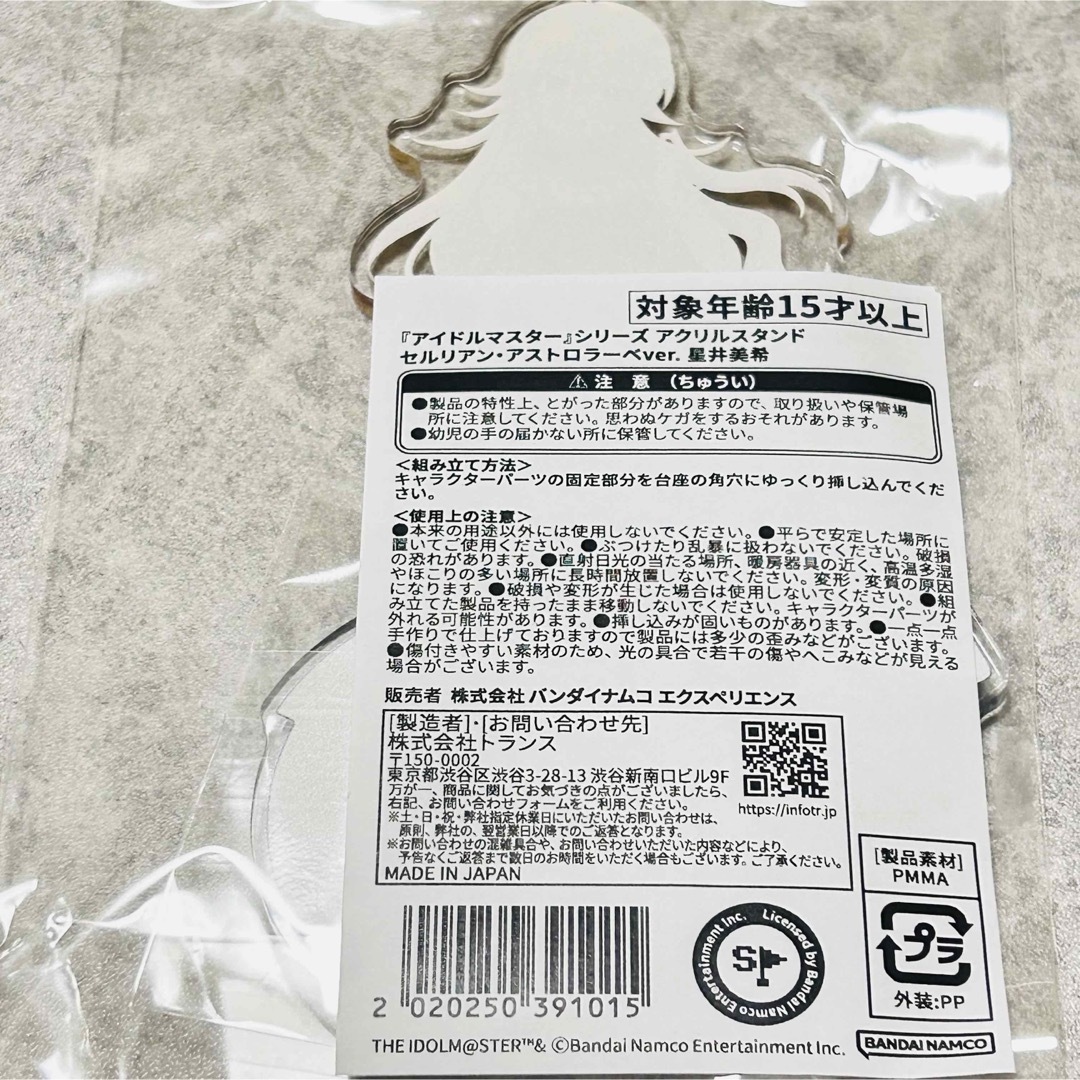 対象年齢15才以上
『アイドルマスター』シリーズ アクリルスタンド
セルリアン・アストロラーベver. 星井美希
⚠注 意（ちゅうい）
●製品の特性上、とがった部分がありますので、取り扱いや保管場
所に注意してください。思わぬケガをするおそれがあります。
●幼児の手の届かない所に保管してください。
＜組み立て方法＞
キャラクターパーツの固定部分を台座の角穴にゆっくり挿し込んでくだ
さい。
＜使用上の注意＞
●本来の用途以外には使用しないでください。●平らで安定した場所に
置いてご使用ください。●ぶつけたり乱暴に扱わないでください。破損
の恐れがあります。●直射日光の当たる場所、暖房器具の近く、高温多湿
やほこりの多い場所に長時間放置しないでください。変形・変質の原因
になります。●破損や変形が生じた場合は使用しないでください。●組
み立てた製品を持ったまま移動しないでください。キャラクターパーツが
外れる可能性があります。●挿し込みが固いものがあります。●一点一点
手作りで仕上げておりますので製品には多少の歪みなどがございます。
●傷付きやすい素材のため、光の具合で若干の傷やへこみなどが見える
場合がございます。
販売者 株式会社 バンダイナムコ エクスペリエンス
[製造者]・[お問い合わせ先]
株式会社トランス
〒150-0002
東京都渋谷区渋谷3-28-13 渋谷新南口ビル9F
万が一、商品に関してお気づきの点がございましたら、
右記、お問い合わせフォームをご利用ください。
※土・日・祝・弊社指定休業日にいただいたお問い合わせは、
原則、弊社の、翌営業日以降でのご返答となります。
※お問い合わせの混雑具合や、お問い合わせいただいた内容などにより、
予告なくご返答まで数日のお時間をいただく場合もございます。ご了承ください。
MADE IN JAPAN
https://infotr.jp
[製品素材]
PMMA
プラ
外装:PP
2 020250 391015
Licensed by Bandai Namco Entertainment Inc.
SP
THE IDOLM@STER™& ©Bandai Namco Entertainment Inc.
BANDAI NAMCO